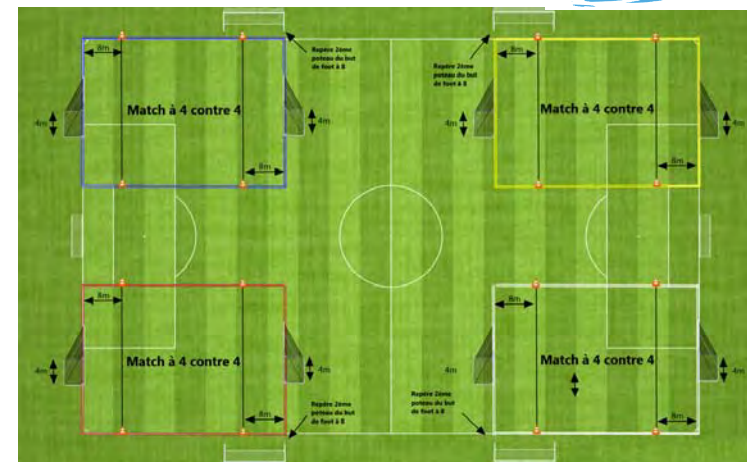 8m
Repère 2ème
poteau du but
de foot à 8
Match à 4 contre 4
4m
4m
8m
8m
Repère 2ème
poteau du but
de foot à 8
Match à 4 contre 4
4m
4m
8m
8m
Match à 4 contre 4
4m
4m
8m
Repère 2ème
poteau du but
de foot à 8
8m
Match à 4 contre 4
4m
4m
8m
Repère 2ème
poteau du but
de foot à 8